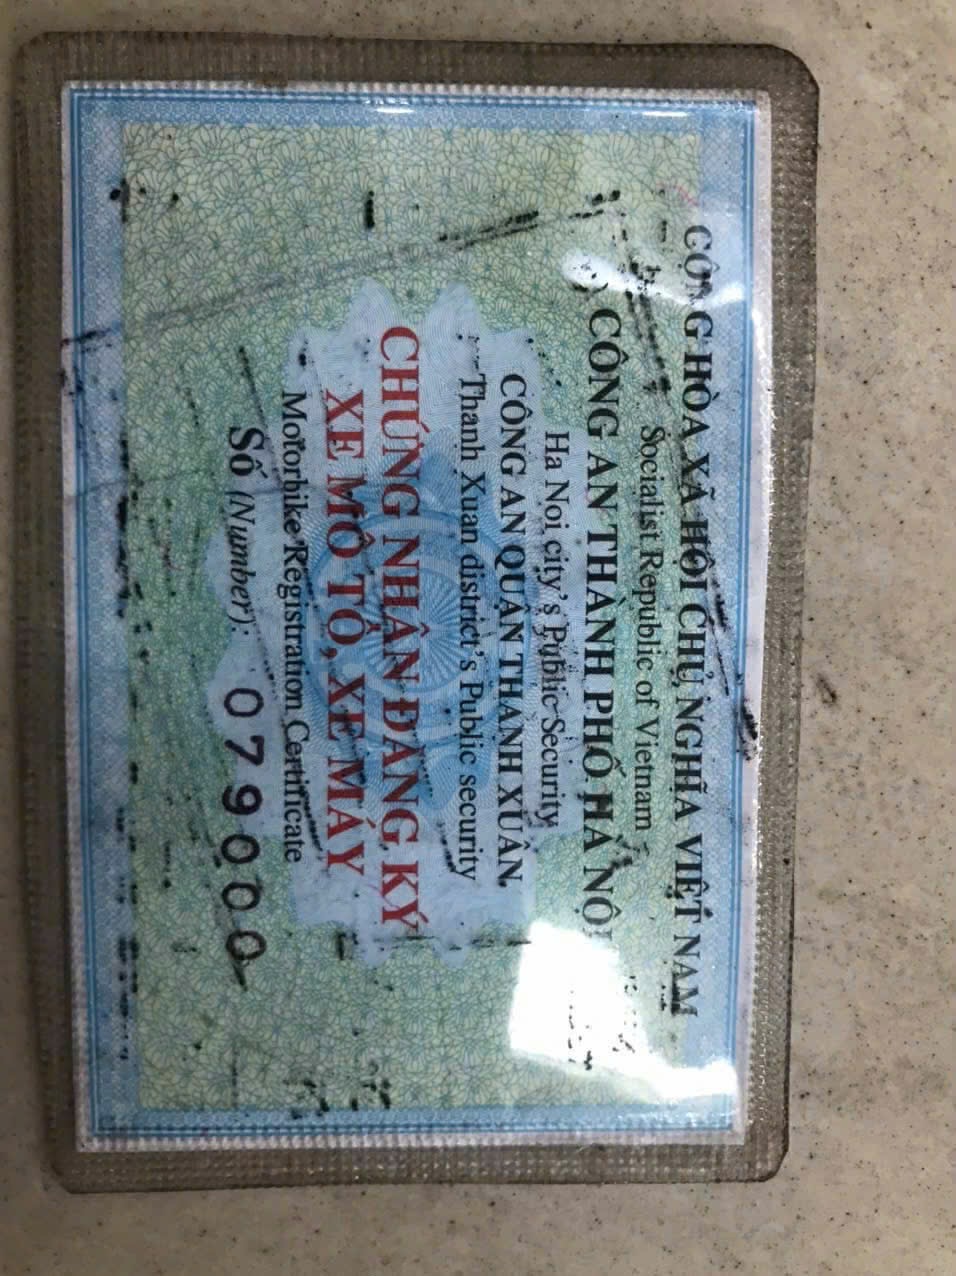 CỘNG HÒA XÃ HỘI CHỦ NGHĨA VIỆT NAM
Socialist Republic of Vietnam
CÔNG AN THÀNH PHỐ HÀ NỘI
Ha Noi city's Public Security
CÔNG AN QUẬN THANH XUÂN
Thanh Xuan district's Public security
CHỨNG NHẬN ĐĂNG KÝ
XE MÔ TÔ, XE MÁY
Motorbike Registration Certificate
Số (Number): 079000